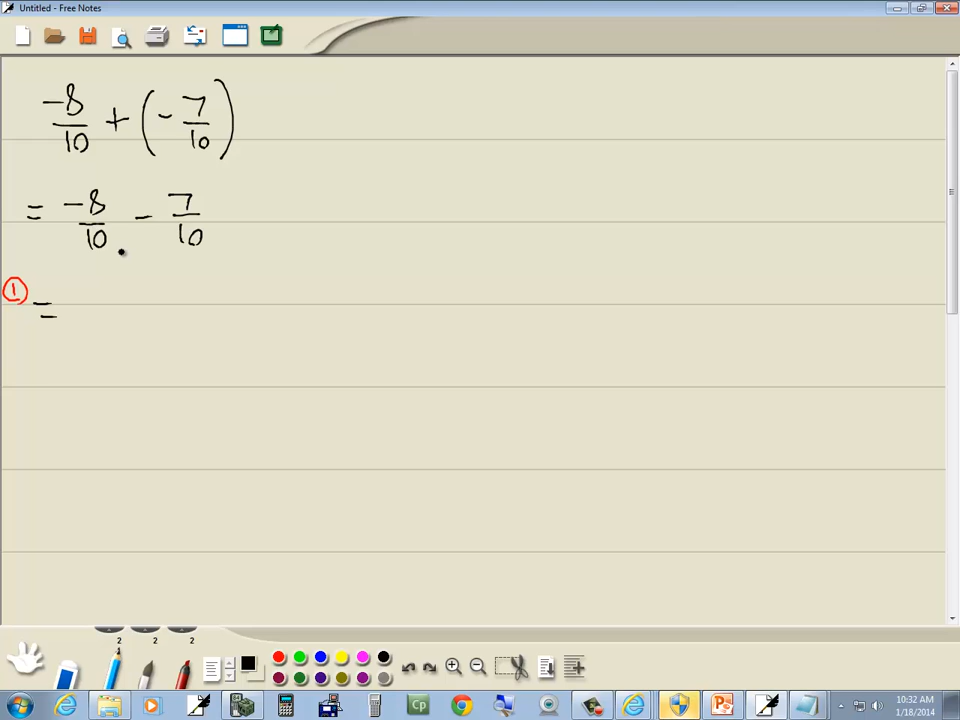 Untitled - Free Notes
-8/10 + (- 7/10)
= -8/10 - 7/10
① =
2 2 2
Cp
10:32 AM
1/18/2014